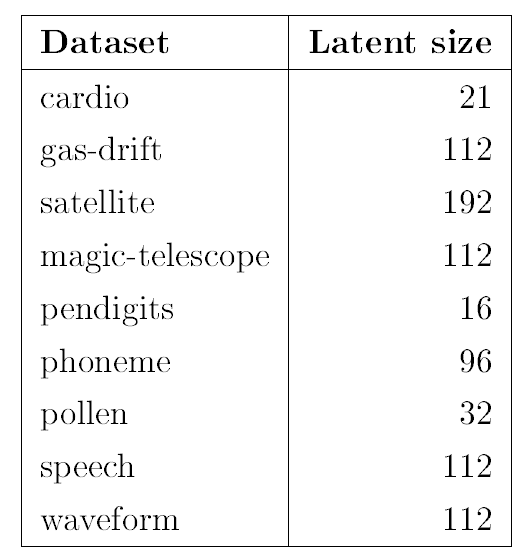 Dataset Latent size
cardio 21
gas-drift 112
satellite 192
magic-telescope 112
pendigits 16
phoneme 96
pollen 32
speech 112
waveform 112